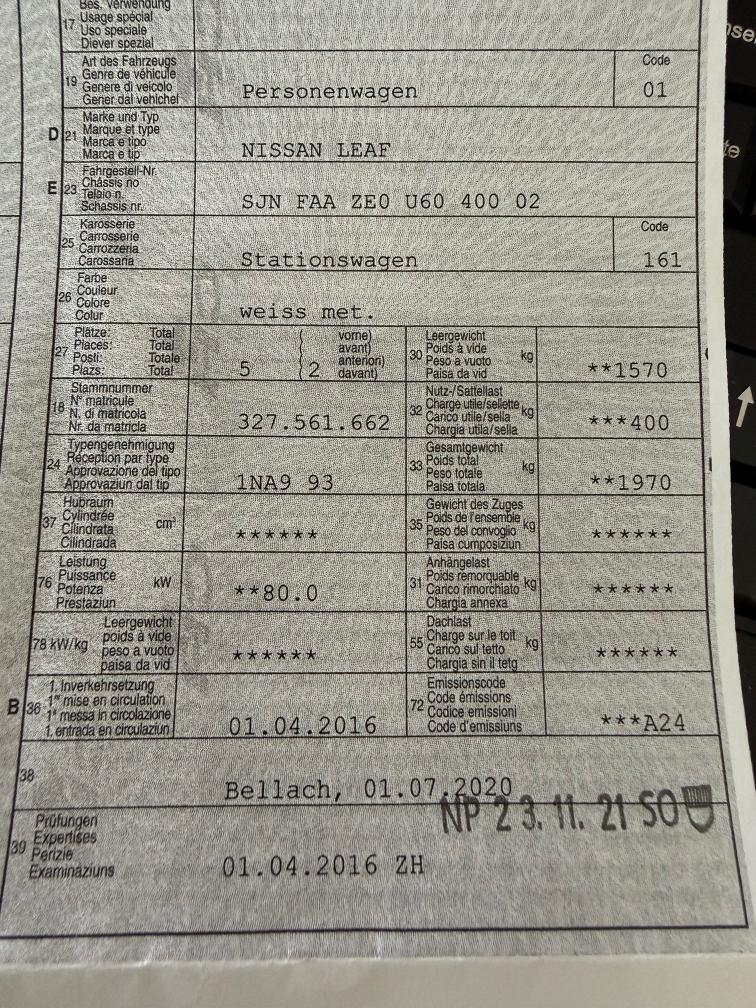 Bes. Verwendung
17 Usage spécial
Uso speciale
Diever spezial
Art des Fahrzeugs
19 Genre de véhicule
Genere di veicolo
Gener dal vehichel
Personenwagen
Code
01
Marke und Typ
D 21 Marque et type
Marca e tipo
Marca e tip
NISSAN LEAF
Fahrgestell-Nr.
E 23 Châssis no
Telaio n.
Schassis nr.
SJN FAA ZE0 U60 400 02
Karosserie
25 Carrosserie
Carrozzeria
Carossaria
Stationswagen
Code
161
Farbe
26 Couleur
Colore
Colur
weiss met.
Plätze: Total
27 Places: Total
Posti: Totale
Plazs: Total
5
( 2
vorne)
avant)
anteriori)
davant)
Leergewicht
30 Poids à vide kg
Peso a vuoto
Paisa da vid
**1570
Stammnummer
18 N° matricule
N. di matricola
Nr. da matricla
327.561.662
Nutz-/Sattellast
32 Charge utile/sellette kg
Carico utile/sella
Chargia utila/sella
***400
Typengenehmigung
24 Réception par type
Approvazione del tipo
Approvaziun dal tip
1NA9 93
Gesamtgewicht
33 Poids total kg
Peso totale
Paisa totala
**1970
Hubraum
37 Cylindrée cm³
Cilindrata
Cilindrada
******
Gewicht des Zuges
35 Poids de l'ensemble kg
Peso del convoglio
Paisa cumposiziun
******
Leistung
76 Puissance kW
Potenza
Prestaziun
**80.0
Anhängelast
31 Poids remorquable kg
Carico rimorchiato
Chargia annexa
******
Leergewicht
78 kW/kg poids à vide
peso a vuoto
paisa da vid
******
Dachlast
55 Charge sur le toit kg
Carico sul tetto
Chargia sin il tetg
******
1. Inverkehrsetzung
B 36 1re mise en circulation
1a messa in circolazione
1. entrada en circulaziun
01.04.2016
Emissionscode
72 Code émissions
Codice emissioni
Code d'emissiuns
***A24
38
Bellach, 01.07.2020
NP 23.11.21 SO
Prüfungen
39 Expertises
Perizie
Examinaziuns
01.04.2016 ZH